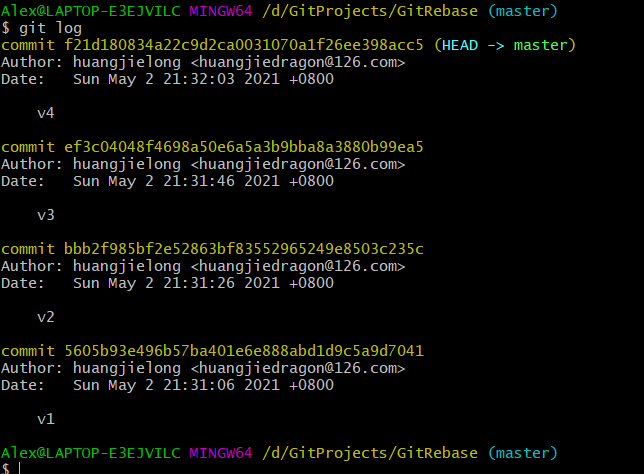 Alex@LAPTOP-E3EJVILC MINGW64 /d/GitProjects/GitRebase (master)
$ git log
commit f21d180834a22c9d2ca0031070a1f26ee398acc5 (HEAD -> master)
Author: huangjielong <huangjiedragon@126.com>
Date:   Sun May 2 21:32:03 2021 +0800
    v4
commit ef3c04048f4698a50e6a5a3b9bba8a3880b99ea5
Author: huangjielong <huangjiedragon@126.com>
Date:   Sun May 2 21:31:46 2021 +0800
    v3
commit bbb2f985bf2e52863bf83552965249e8503c235c
Author: huangjielong <huangjiedragon@126.com>
Date:   Sun May 2 21:31:26 2021 +0800
    v2
commit 5605b93e496b57ba401e6e888abd1d9c5a9d7041
Author: huangjielong <huangjiedragon@126.com>
Date:   Sun May 2 21:31:06 2021 +0800
    v1
Alex@LAPTOP-E3EJVILC MINGW64 /d/GitProjects/GitRebase (master)
$